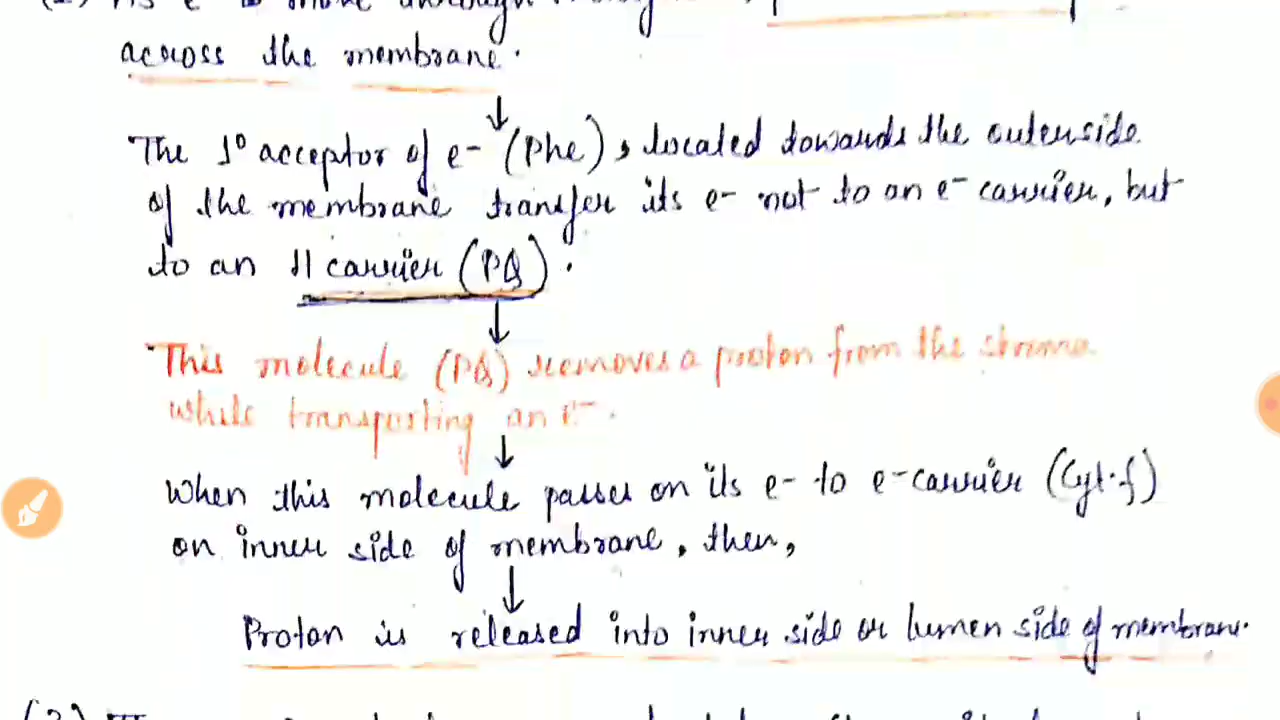 across the membrane.
The 1° acceptor of e- (Phe), located towards the outerside
of the membrane transfer its e- not to an e- carrier, but
to an H carrier (PQ).
This molecule (PQ) removes a proton from the stroma
while transporting an e-.
When this molecule passes on its e- to e-carrier (Cyt.f)
on inner side of membrane, then,
Proton is released into inner side or lumen side of membrane.